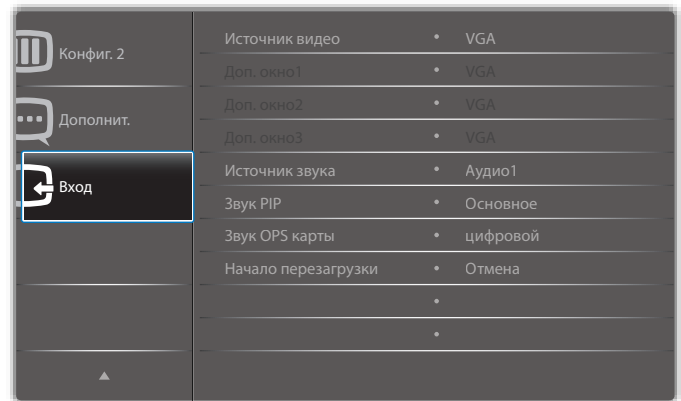 Конфиг. 2
Дополнит.
Вход
Источник видео • VGA
Доп. окно1 • VGA
Доп. окно2 • VGA
Доп. окно3 • VGA
Источник звука • Аудио1
Звук PIP • Основное
Звук OPS карты • цифровой
Начало перезагрузки • Отмена
•
•